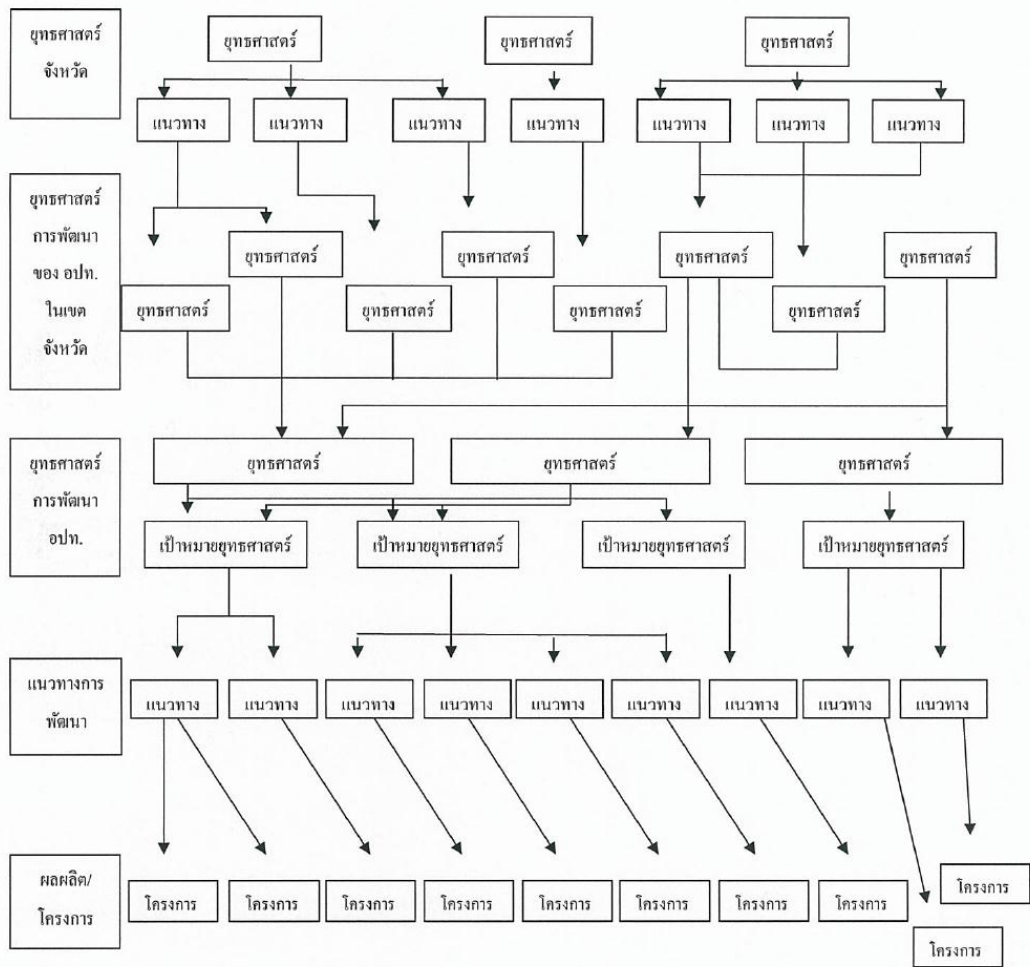 ยุทธศาสตร์
จังหวัด
ยุทธศาสตร์
ยุทธศาสตร์
ยุทธศาสตร์
แนวทาง
แนวทาง
แนวทาง
แนวทาง
แนวทาง
แนวทาง
แนวทาง
ยุทธศาสตร์
การพัฒนา
ของ อปท.
ในเขต
จังหวัด
ยุทธศาสตร์
ยุทธศาสตร์
ยุทธศาสตร์
ยุทธศาสตร์
ยุทธศาสตร์
ยุทธศาสตร์
ยุทธศาสตร์
ยุทธศาสตร์
ยุทธศาสตร์
การพัฒนา
อปท.
ยุทธศาสตร์
ยุทธศาสตร์
ยุทธศาสตร์
เป้าหมายยุทธศาสตร์
เป้าหมายยุทธศาสตร์
เป้าหมายยุทธศาสตร์
เป้าหมายยุทธศาสตร์
แนวทางการ
พัฒนา
แนวทาง
แนวทาง
แนวทาง
แนวทาง
แนวทาง
แนวทาง
แนวทาง
แนวทาง
แนวทาง
ผลผลิต/
โครงการ
โครงการ
โครงการ
โครงการ
โครงการ
โครงการ
โครงการ
โครงการ
โครงการ
โครงการ
โครงการ